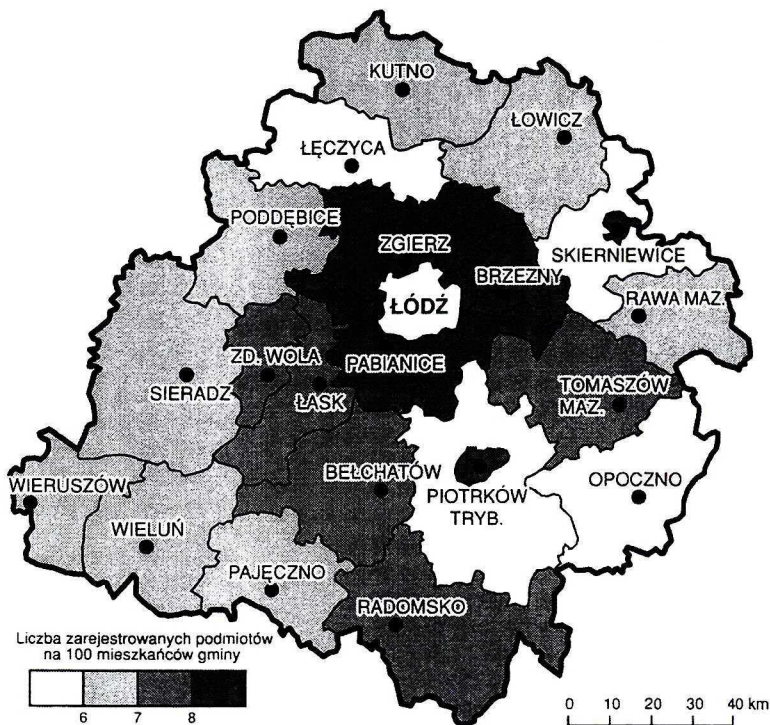 KUTNO
ŁOWICZ
ŁĘCZYCA
PODDĘBICE
ZGIERZ
SKIERNIEWICE
BRZEZNY
RAWA MAZ.
ŁÓDŹ
ZD. WOLA
PABIANICE
SIERADZ
ŁASK
TOMASZÓW
MAZ.
BEŁCHATÓW
WIERUSZÓW
PIOTRKÓW
TRYB.
OPOCZNO
WIELUŃ
PAJĘCZNO
RADOMSKO
Liczba zarejestrowanych podmiotów
na 100 mieszkańców gminy
6 7 8
0 10 20 30 40 km